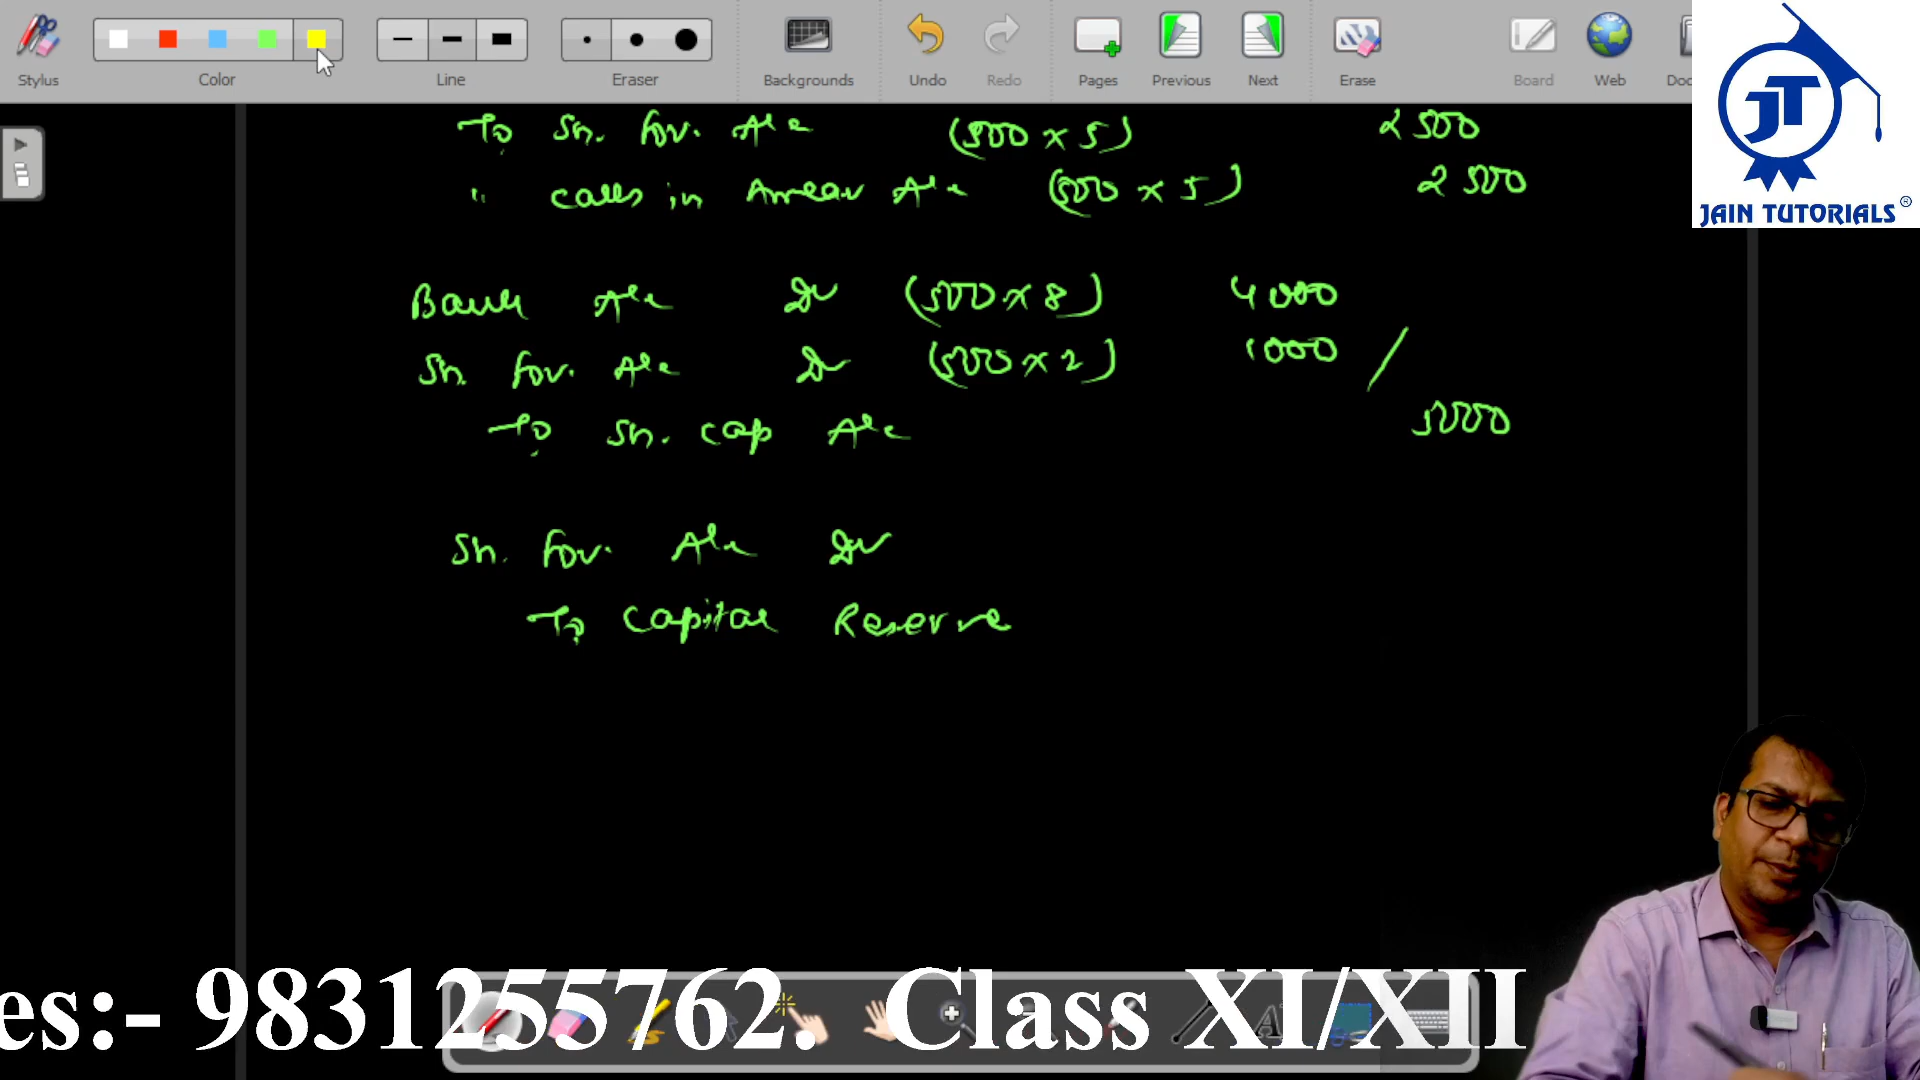 Stylus Color Line Eraser Backgrounds Undo Redo Pages Previous Next Erase Board Web Doc
JT
JAIN TUTORIALS®
To Sh. For. A/c (500 x 5) 2500
" Calls in Arrear A/c (500 x 5) 2500
Bank A/c Dr (500 x 8) 4000
Sh. For. A/c Dr (500 x 2) 1000 /
To Sh. Cap A/c 5000
Sh. For. A/c Dr
To Capital Reserve
es:- 9831255762. Class XI/XII